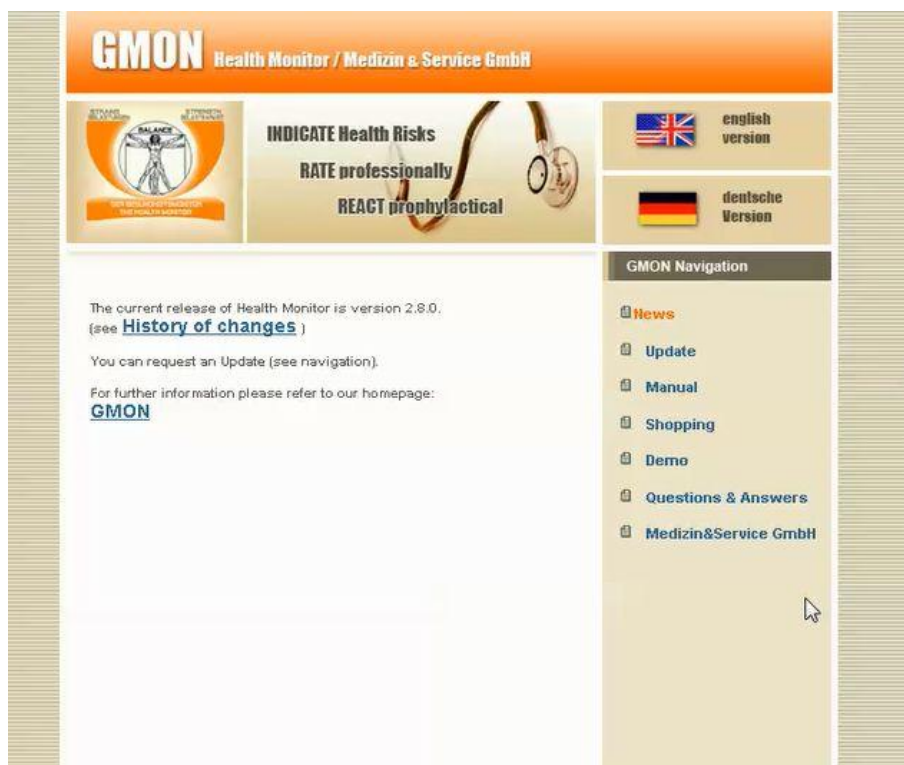 GMON Health Monitor / Medizin & Service GmbH
BALANCE
INDICATE Health Risks
RATE professionally
REACT prophylactical
english
version
deutsche
Version
GMON Navigation
The current release of Health Monitor is version 2.8.0.
(see History of changes )
You can request an Update (see navigation).
For further information please refer to our homepage:
GMON
News
Update
Manual
Shopping
Demo
Questions & Answers
Medizin&Service GmbH